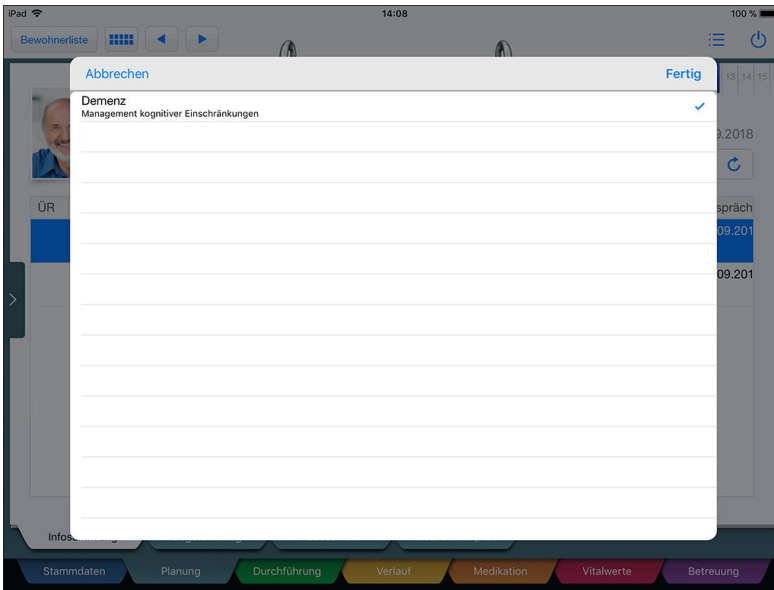 iPad 14:08 100 %
Bewohnerliste
Abbrechen Fertig
13 14 15
Demenz
Management kognitiver Einschränkungen
9.2018
ÜR spräch
09.201
09.201
Stammdaten Planung Durchführung Verlauf Medikation Vitalwerte Betreuung